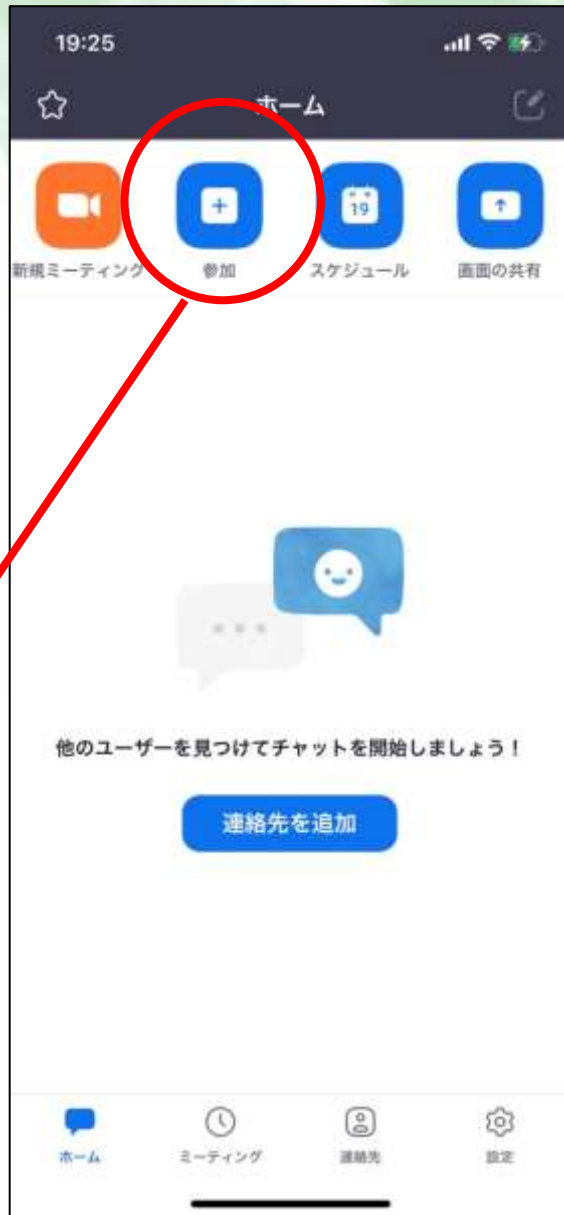 19:25
ホーム
19
新規ミーティング 参加 スケジュール 画面の共有
他のユーザーを見つけてチャットを開始しましょう！
連絡先を追加
ホーム ミーティング 連絡先 設定